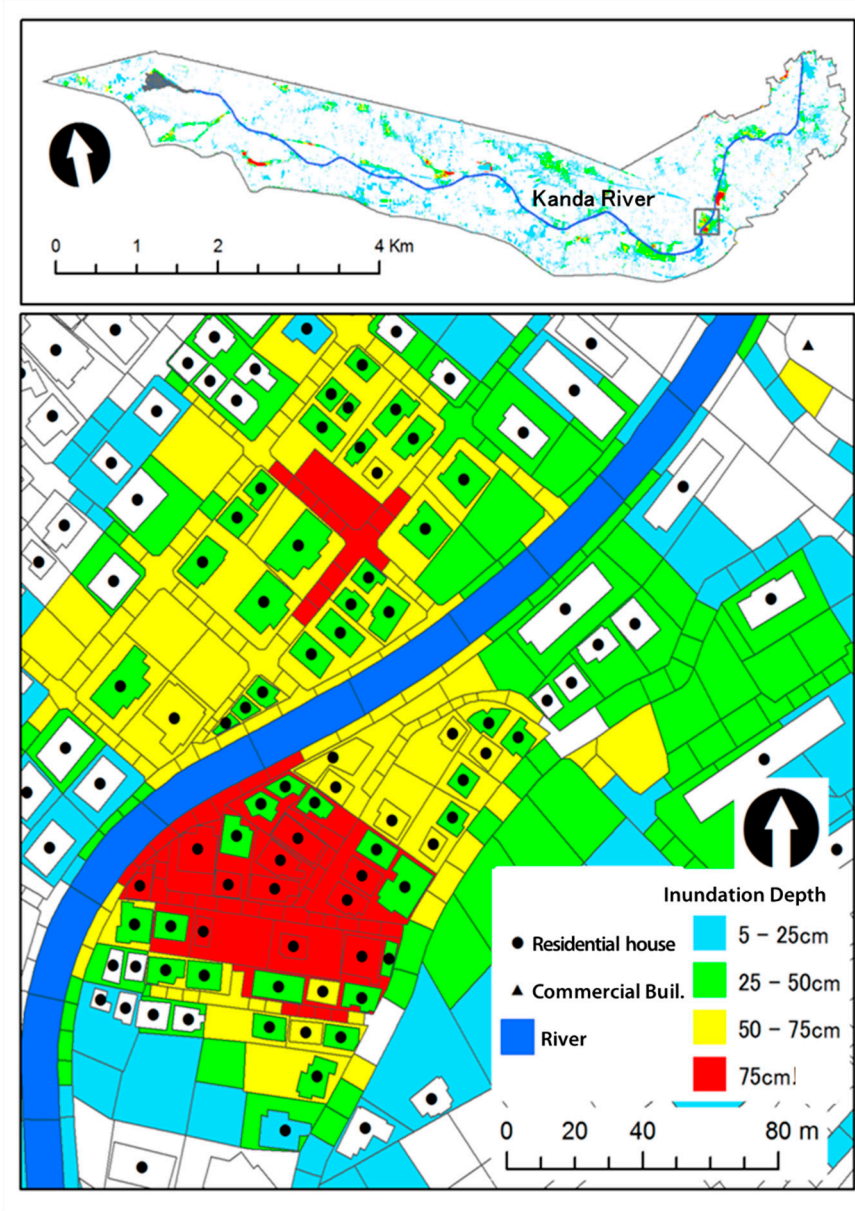 Kanda River
0 1 2 4 Km
Inundation Depth
Residential house
Commercial Buil.
River
5 - 25cm
25 - 50cm
50 - 75cm
75cm
0 20 40 80 m